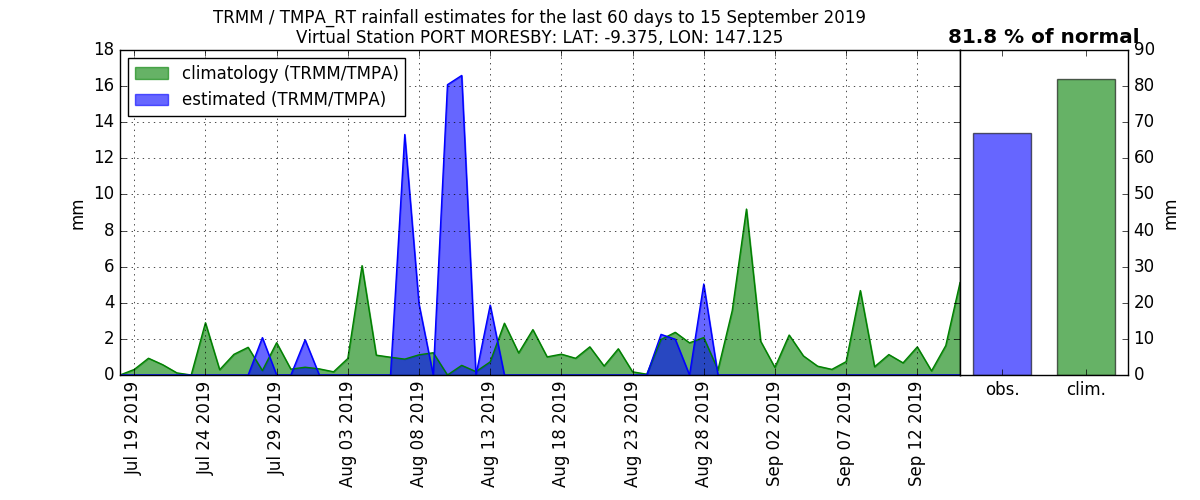 TRMM / TMPA_RT rainfall estimates for the last 60 days to 15 September 2019
Virtual Station PORT MORESBY: LAT: -9.375, LON: 147.125
81.8 % of normal
climatology (TRMM/TMPA)
estimated (TRMM/TMPA)
18
16
14
12
10
8
6
4
2
0
mm
Jul 19 2019
Jul 24 2019
Jul 29 2019
Aug 03 2019
Aug 08 2019
Aug 13 2019
Aug 18 2019
Aug 23 2019
Aug 28 2019
Sep 02 2019
Sep 07 2019
Sep 12 2019
obs.
clim.
90
80
70
60
50
40
30
20
10
0
mm